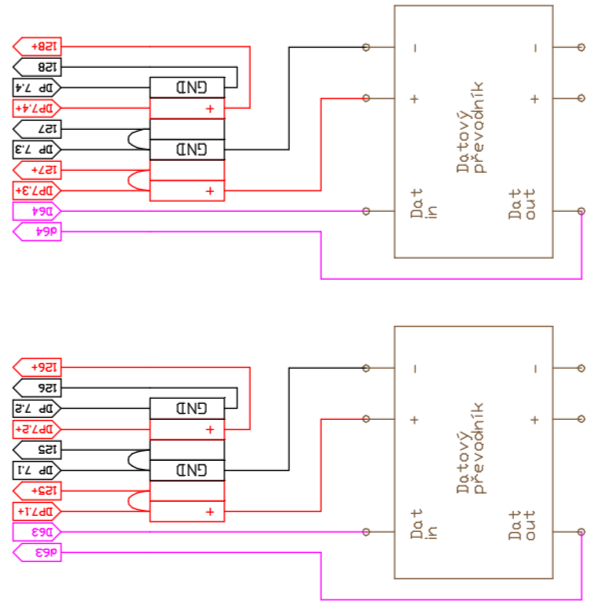 128+
128
DP 7.4
GND
DP7.4+
+
127
DP 7.3
GND
127+
DP7.3+
+
D64
d64
- -
+ +
Datový
převodník
Dat
in
Dat
out
126+
126
DP 7.2
GND
DP7.2+
+
125
DP 7.1
GND
125+
DP7.1+
+
D63
d63
- -
+ +
Datový
převodník
Dat
in
Dat
out